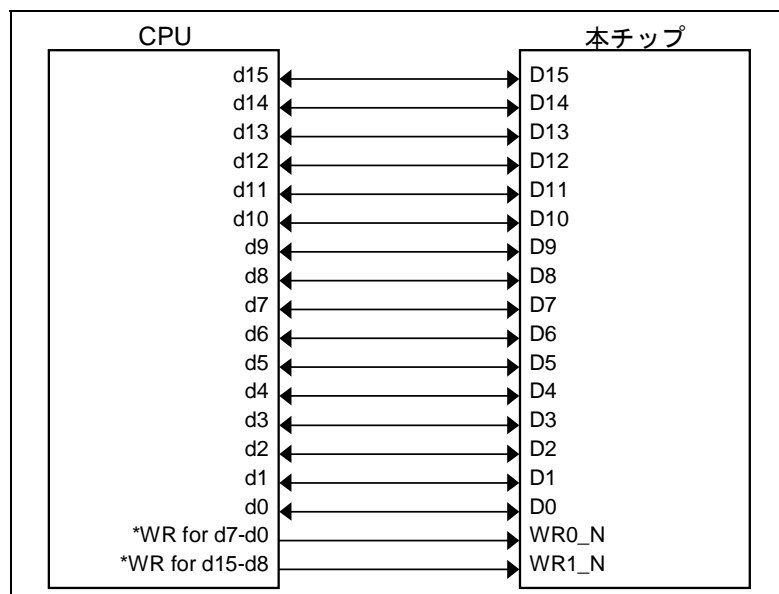 CPU 本チップ
d15 D15
d14 D14
d13 D13
d12 D12
d11 D11
d10 D10
d9 D9
d8 D8
d7 D7
d6 D6
d5 D5
d4 D4
d3 D3
d2 D2
d1 D1
d0 D0
*WR for d7-d0 WR0_N
*WR for d15-d8 WR1_N